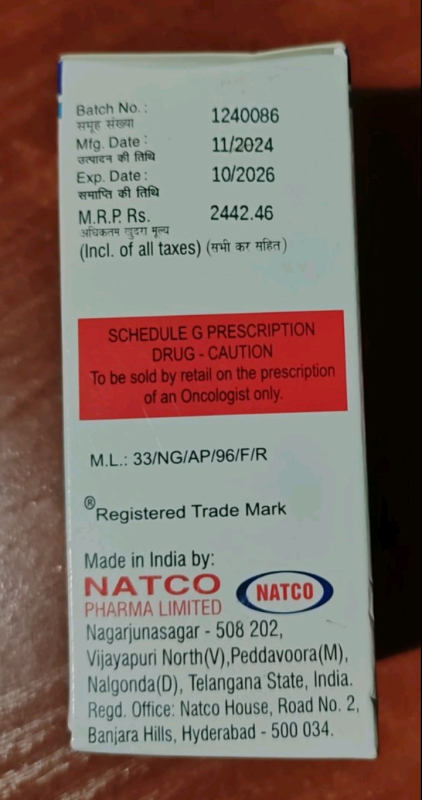 Batch No. : 1240086
समूह संख्या
Mfg. Date : 11/2024
उत्पादन की तिथि
Exp. Date : 10/2026
समाप्ति की तिथि
M.R.P. Rs. 2442.46
अधिकतम खुदरा मूल्य
(Incl. of all taxes) (सभी कर सहित)
SCHEDULE G PRESCRIPTION
DRUG - CAUTION
To be sold by retail on the prescription
of an Oncologist only.
M.L.: 33/NG/AP/96/F/R
® Registered Trade Mark
Made in India by:
NATCO NATCO
PHARMA LIMITED
Nagarjunasagar - 508 202,
Vijayapuri North(V),Peddavoora(M),
Nalgonda(D), Telangana State, India.
Regd. Office: Natco House, Road No. 2,
Banjara Hills, Hyderabad - 500 034.